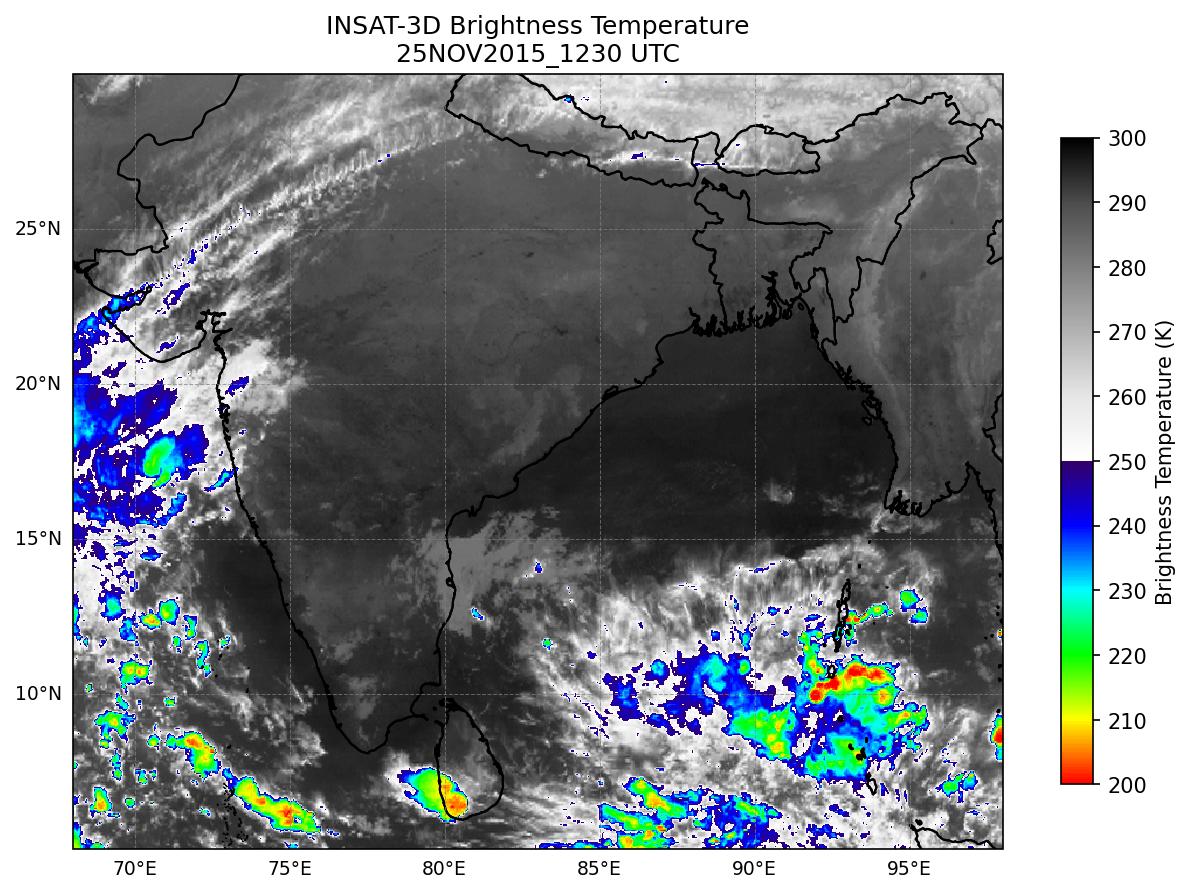 INSAT-3D Brightness Temperature
25NOV2015_1230 UTC
25°N
20°N
15°N
10°N
70°E
75°E
80°E
85°E
90°E
95°E
300
290
280
270
260
250
240
230
220
210
200
Brightness Temperature (K)